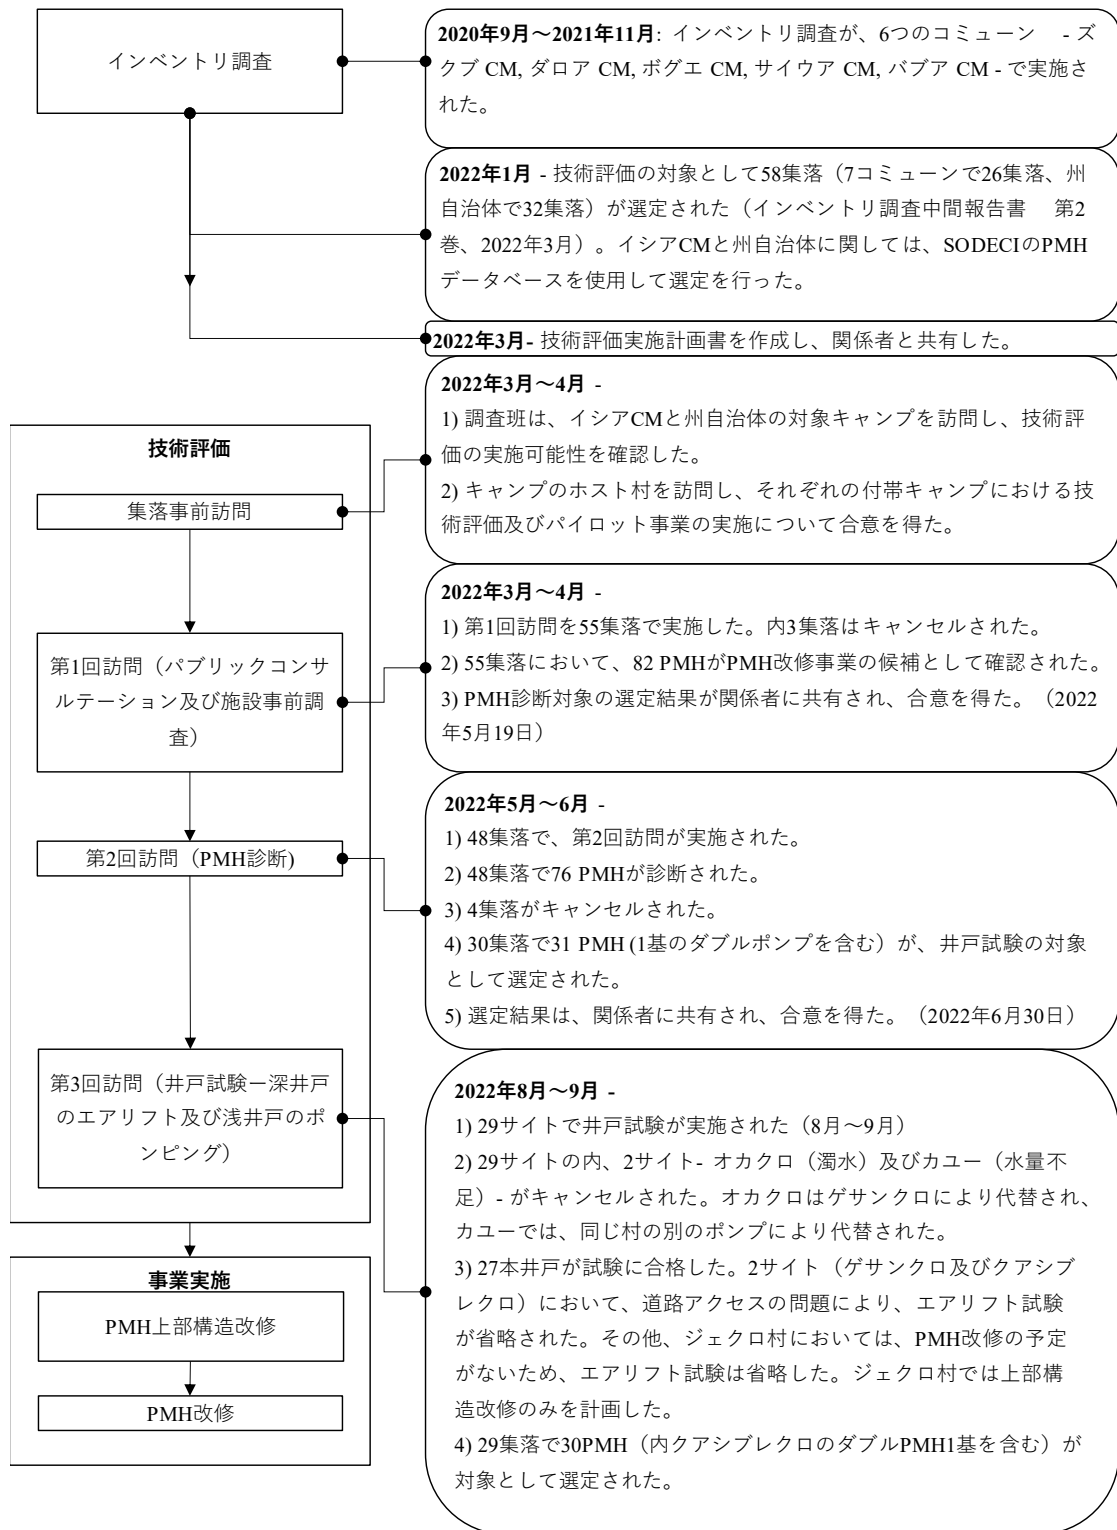 インベントリ調査
2020年9月～2021年11月: インベントリ調査が、6つのコミューン - ズ
クブ CM, ダロア CM, ボグエ CM, サイウア CM, バブア CM - で実施さ
れた。
2022年1月 - 技術評価の対象として58集落（7コミューンで26集落、州
自治体で32集落）が選定された（インベントリ調査中間報告書 第2
巻、2022年3月）。イシアCMと州自治体に関しては、SODECIのPMH
データベースを使用して選定を行った。
2022年3月- 技術評価実施計画書を作成し、関係者と共有した。
技術評価
集落事前訪問
2022年3月～4月 -
1) 調査班は、イシアCMと州自治体の対象キャンプを訪問し、技術評
価の実施可能性を確認した。
2) キャンプのホスト村を訪問し、それぞれの付帯キャンプにおける技
術評価及びパイロット事業の実施について合意を得た。
第1回訪問（パブリックコンサ
ルテーション及び施設事前調
査）
2022年3月～4月 -
1) 第1回訪問を55集落で実施した。内3集落はキャンセルされた。
2) 55集落において、82 PMHがPMH改修事業の候補として確認された。
3) PMH診断対象の選定結果が関係者に共有され、合意を得た。（2022
年5月19日）
第2回訪問（PMH診断)
2022年5月～6月 -
1) 48集落で、第2回訪問が実施された。
2) 48集落で76 PMHが診断された。
3) 4集落がキャンセルされた。
4) 30集落で31 PMH (1基のダブルポンプを含む）が、井戸試験の対象
として選定された。
5) 選定結果は、関係者に共有され、合意を得た。（2022年6月30日）
第3回訪問（井戸試験ー深井戸
のエアリフト及び浅井戸のポ
ンピング）
2022年8月～9月 -
1) 29サイトで井戸試験が実施された（8月～9月）
2) 29サイトの内、2サイト- オカクロ（濁水）及びカユー（水量不
足）- がキャンセルされた。オカクロはゲサンクロにより代替され、
カユーでは、同じ村の別のポンプにより代替された。
3) 27本井戸が試験に合格した。2サイト（ゲサンクロ及びクアシブ
レクロ）において、道路アクセスの問題により、エアリフト試験
が省略された。その他、ジェクロ村においては、PMH改修の予定
がないため、エアリフト試験は省略した。ジェクロ村では上部構
造改修のみを計画した。
4) 29集落で30PMH（内クアシブレクロのダブルPMH1基を含む）が
対象として選定された。
事業実施
PMH上部構造改修
PMH改修